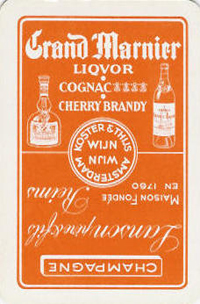 Grand Marnier
LIQVOR
COGNAC ****
CHERRY BRANDY
KOSTER & THIJS AMSTERDAM
WIJN
WIJN
MAISON FONDÉE
EN 1760
Lanson père & fils
Reims
CHAMPAGNE